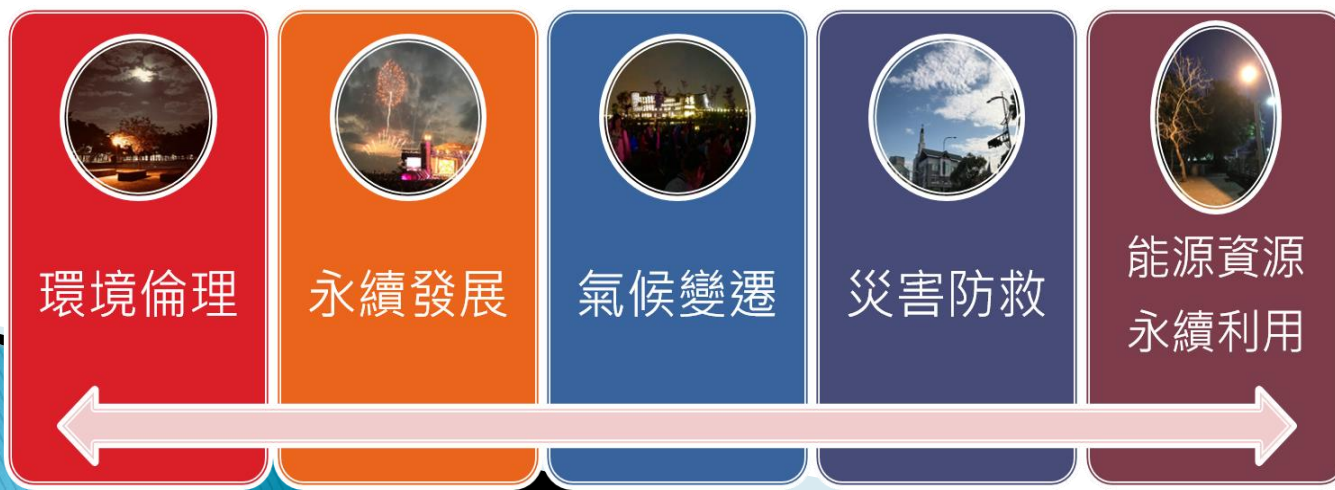 環境倫理
永續發展
氣候變遷
災害防救
能源資源
永續利用